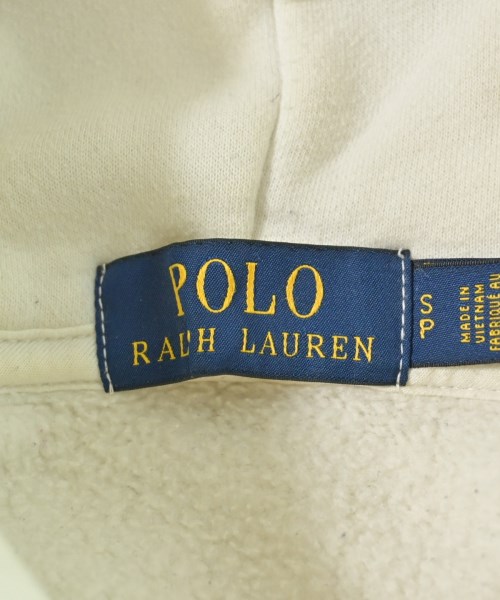 POLO
RALPH LAUREN
S
P
MADE IN
VIETNAM
FABRIQUÉ AU